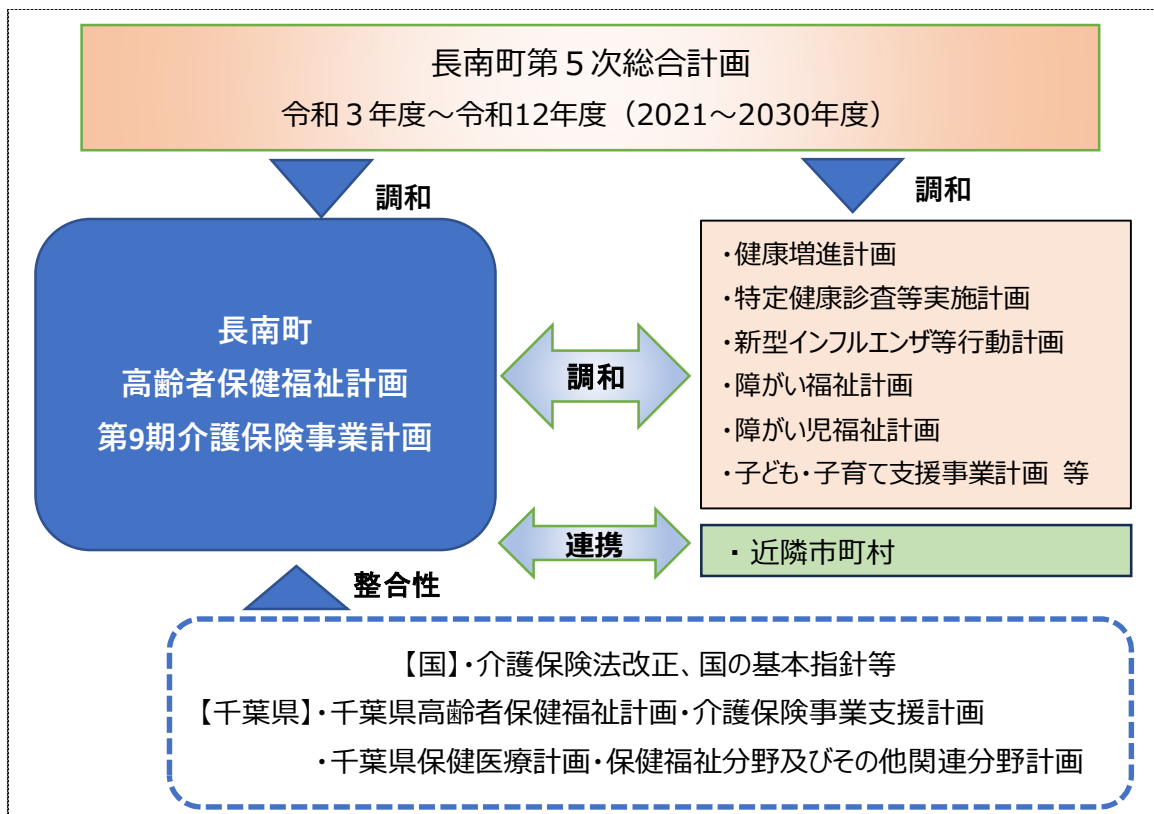 長南町第５次総合計画
令和３年度～令和12年度（2021～2030年度）
調和
調和
長南町
高齢者保健福祉計画
第9期介護保険事業計画
調和
・健康増進計画
・特定健康診査等実施計画
・新型インフルエンザ等行動計画
・障がい福祉計画
・障がい児福祉計画
・子ども・子育て支援事業計画 等
連携
・近隣市町村
整合性
【国】・介護保険法改正、国の基本指針等
【千葉県】・千葉県高齢者保健福祉計画・介護保険事業支援計画
・千葉県保健医療計画・保健福祉分野及びその他関連分野計画